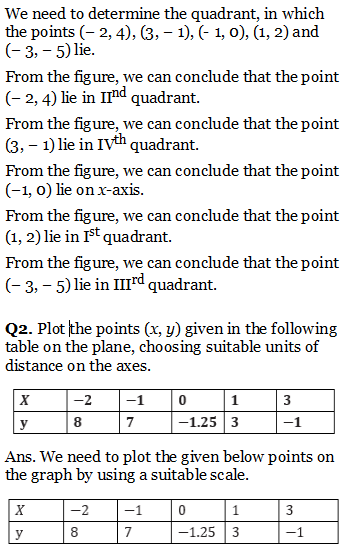 We need to determine the quadrant, in which
the points (− 2, 4), (3, − 1), (- 1, 0), (1, 2) and
(− 3, − 5) lie.
From the figure, we can conclude that the point
(− 2, 4) lie in IInd quadrant.
From the figure, we can conclude that the point
(3, − 1) lie in IVth quadrant.
From the figure, we can conclude that the point
(−1, 0) lie on x-axis.
From the figure, we can conclude that the point
(1, 2) lie in Ist quadrant.
From the figure, we can conclude that the point
(− 3, − 5) lie in IIIrd quadrant.
Q2. Plot the points (x, y) given in the following
table on the plane, choosing suitable units of
distance on the axes.
X −2 −1 0 1 3
y 8 7 −1.25 3 −1
Ans. We need to plot the given below points on
the graph by using a suitable scale.
X −2 −1 0 1 3
y 8 7 −1.25 3 −1